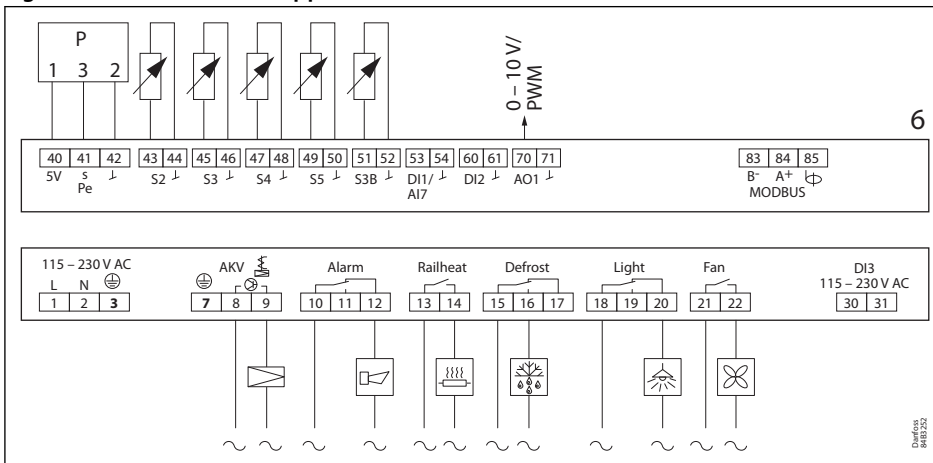 P
1 3 2
0 – 10 V/
PWM
6
40 41 42 43 44 45 46 47 48 49 50 51 52 53 54 60 61 70 71 83 84 85
5V s S2 S3 S4 S5 S3B DI1/ DI2 AO1 B- A+
Pe AI7 MODBUS
115 – 230 V AC AKV Alarm Railheat Defrost Light Fan DI3
L N 115 – 230 V AC
1 2 3 7 8 9 10 11 12 13 14 15 16 17 18 19 20 21 22 30 31
Danfoss
84B3252